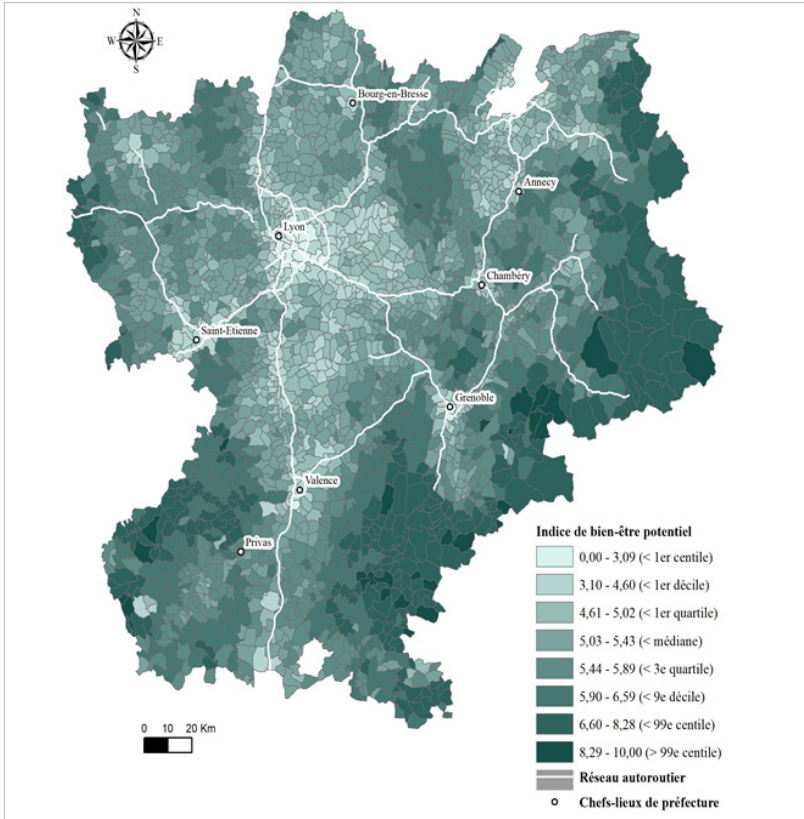 N
W E
S
Bourg-en-Bresse
Annecy
Lyon
Chambéry
Saint-Etienne
Grenoble
Valence
Privas
Indice de bien-être potentiel
0,00 - 3,09 (< 1er centile)
3,10 - 4,60 (< 1er décile)
4,61 - 5,02 (< 1er quartile)
5,03 - 5,43 (< médiane)
5,44 - 5,89 (< 3e quartile)
5,90 - 6,59 (< 9e décile)
6,60 - 8,28 (< 99e centile)
8,29 - 10,00 (> 99e centile)
Réseau autoroutier
Chefs-lieux de préfecture
0 10 20 Km